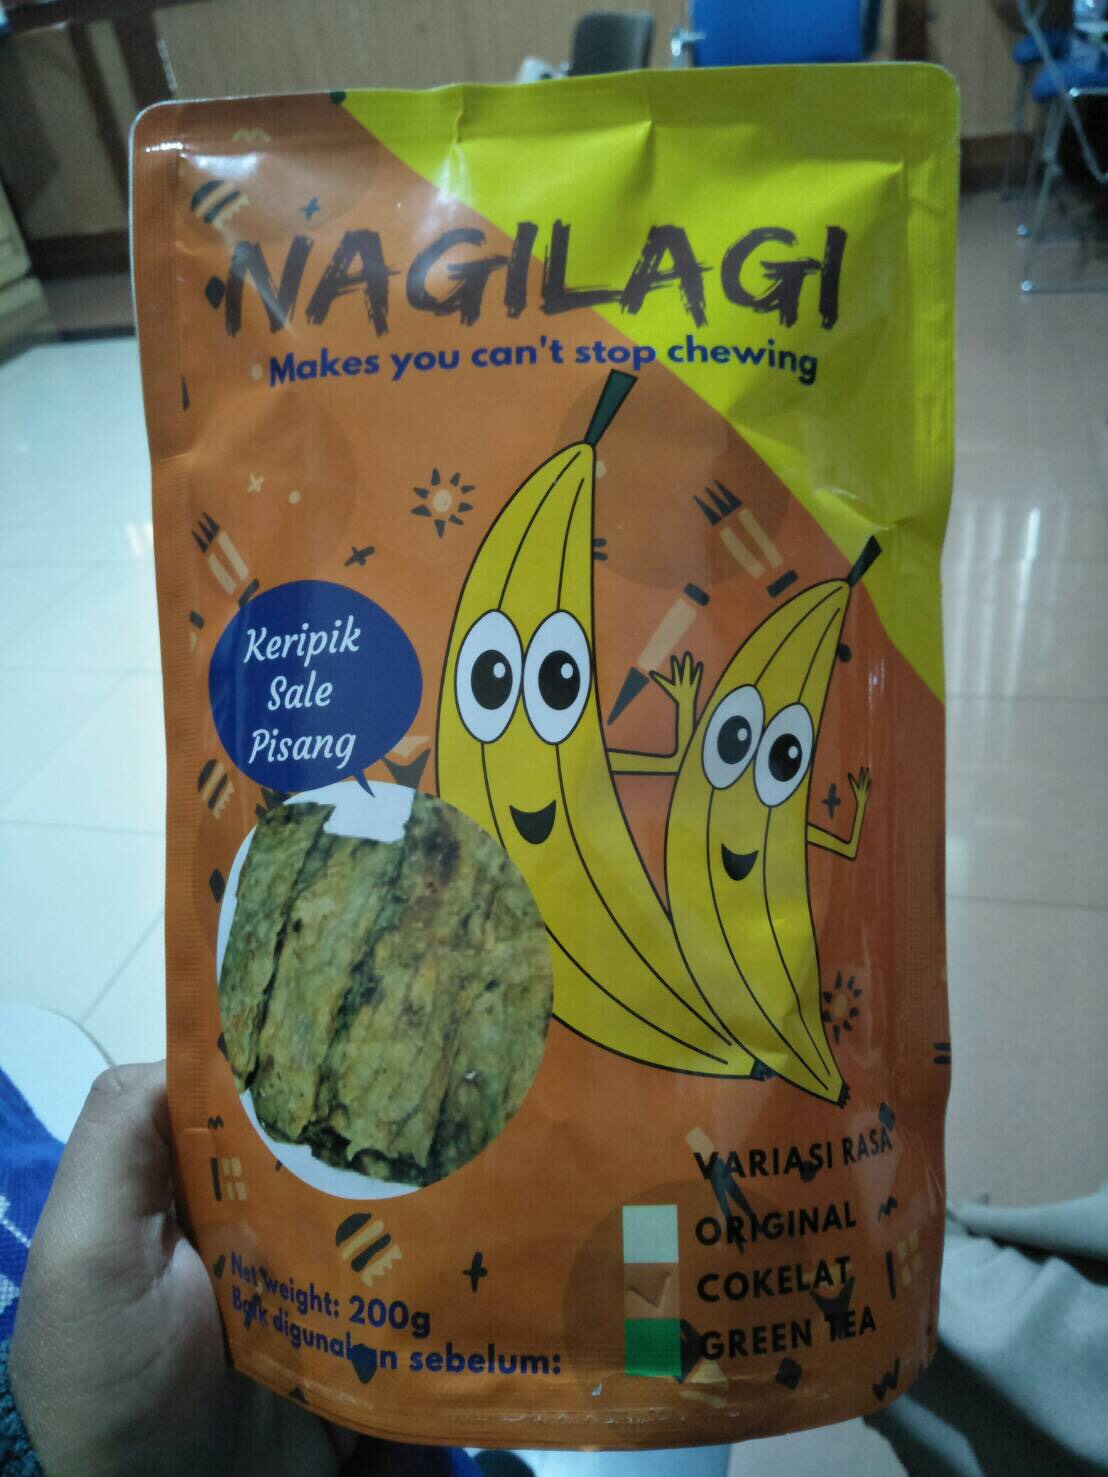 NAGILAGI
Makes you can't stop chewing
Keripik
Sale
Pisang
VARIASI RASA
ORIGINAL
COKELAT
GREEN TEA
Net weight: 200g
Baik digunakan sebelum: